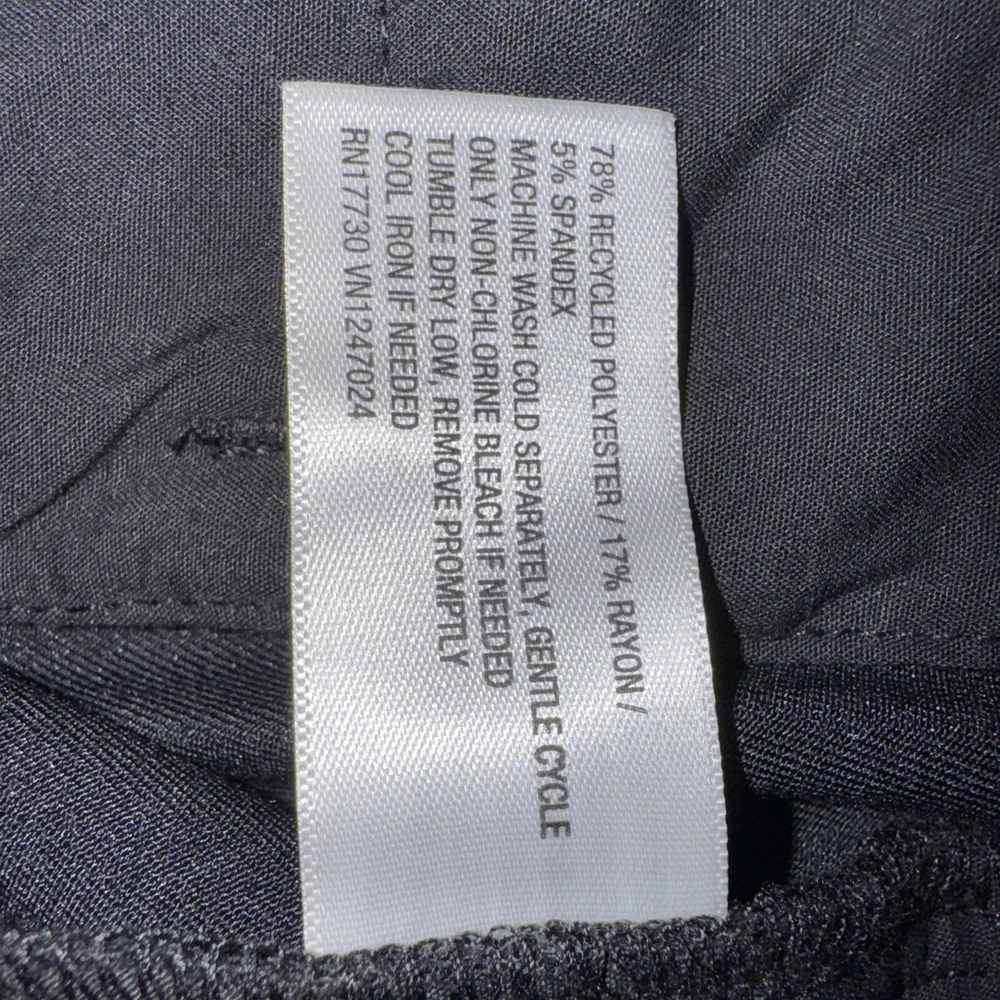 78% RECYCLED POLYESTER / 17% RAYON /
5% SPANDEX
MACHINE WASH COLD SEPARATELY, GENTLE CYCLE
ONLY NON-CHLORINE BLEACH IF NEEDED
TUMBLE DRY LOW, REMOVE PROMPTLY
COOL IRON IF NEEDED
RN17730 VN1247024